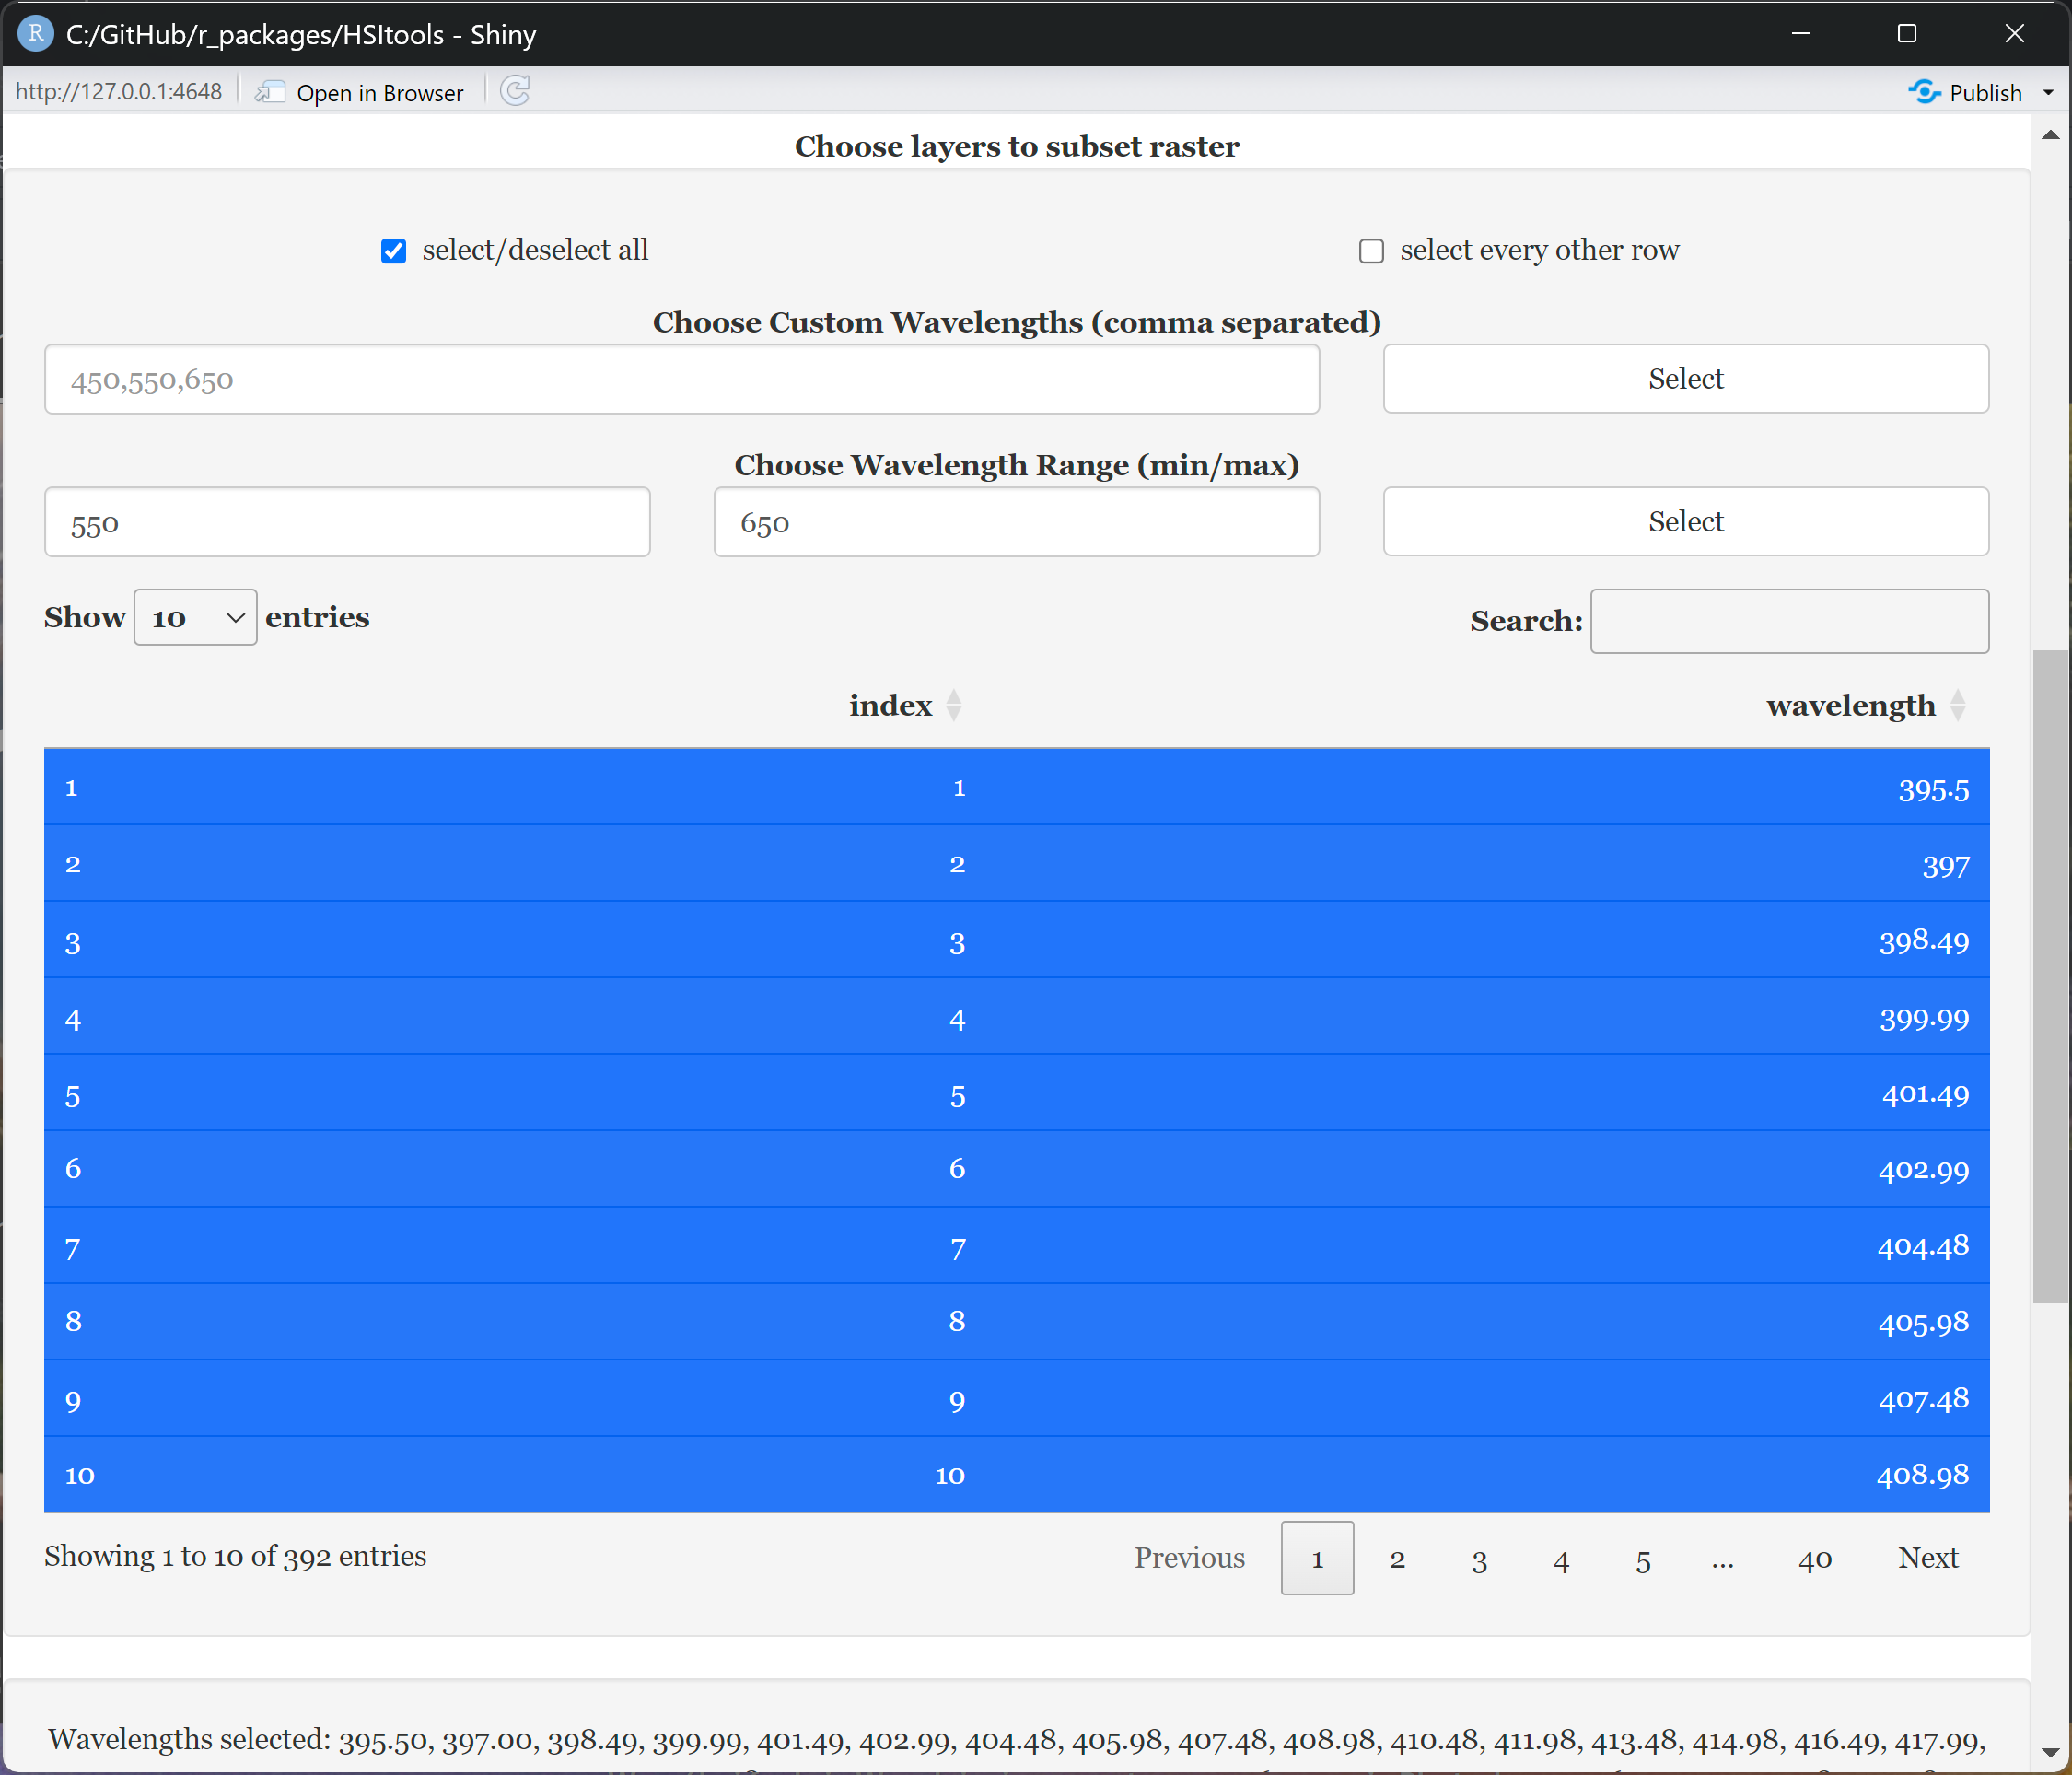 R C:/GitHub/r_packages/HSItools - Shiny
http://127.0.0.1:4648 Open in Browser Publish
Choose layers to subset raster
select/deselect all select every other row
Choose Custom Wavelengths (comma separated)
450,550,650 Select
Choose Wavelength Range (min/max)
550 650 Select
Show 10 entries Search:
index wavelength
1 1 395.5
2 2 397
3 3 398.49
4 4 399.99
5 5 401.49
6 6 402.99
7 7 404.48
8 8 405.98
9 9 407.48
10 10 408.98
Showing 1 to 10 of 392 entries Previous 1 2 3 4 5 ... 40 Next
Wavelengths selected: 395.50, 397.00, 398.49, 399.99, 401.49, 402.99, 404.48, 405.98, 407.48, 408.98, 410.48, 411.98, 413.48, 414.98, 416.49, 417.99,